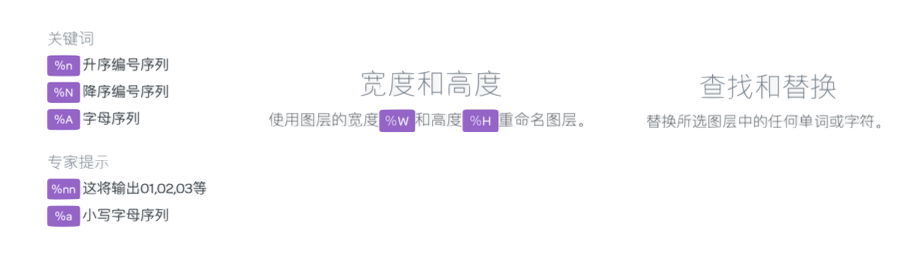 关键词
%n 升序编号序列
%N 降序编号序列
%A 字母序列
专家提示
%nn 这将输出01,02,03等
%a 小写字母序列
宽度和高度
使用图层的宽度%W和高度%H重命名图层。
查找和替换
替换所选图层中的任何单词或字符。